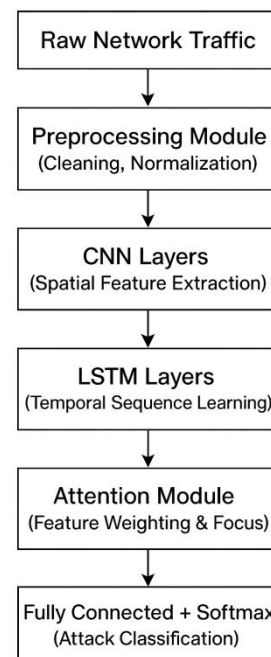 Raw Network Traffic
Preprocessing Module
(Cleaning, Normalization)
CNN Layers
(Spatial Feature Extraction)
LSTM Layers
(Temporal Sequence Learning)
Attention Module
(Feature Weighting & Focus)
Fully Connected + Softmax
(Attack Classification)